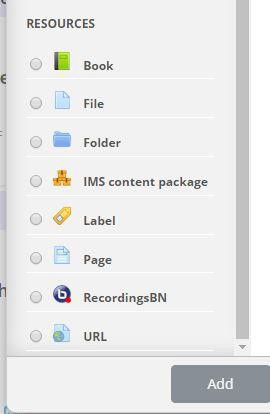 RESOURCES
Book
File
Folder
IMS content package
Label
Page
RecordingsBN
URL
Add